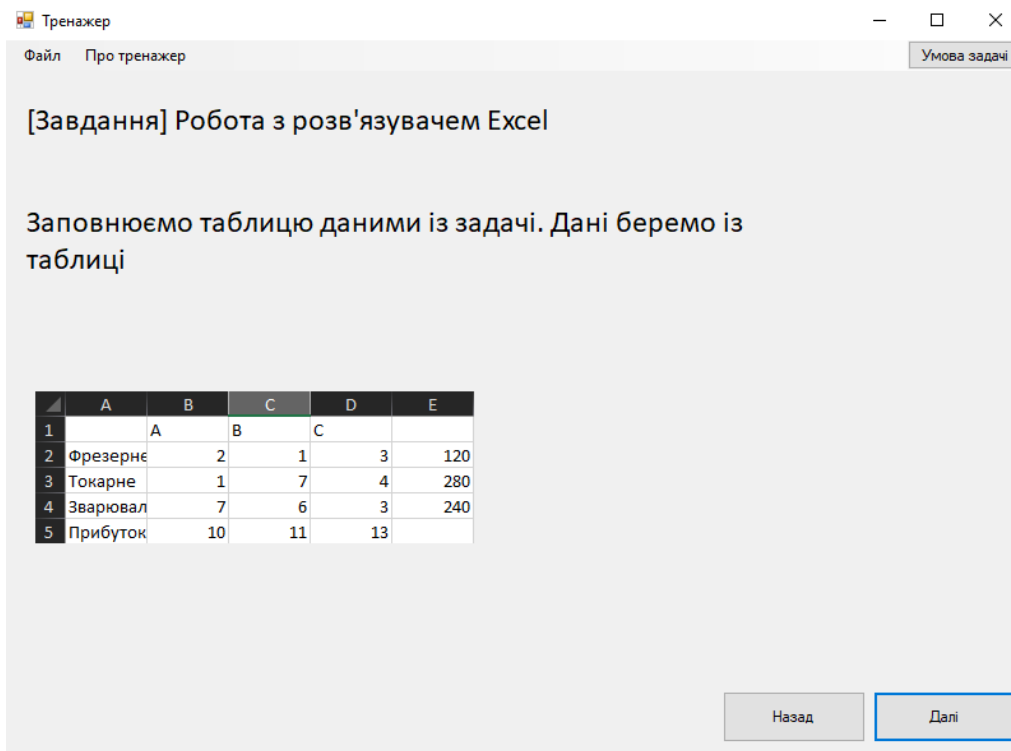 Тренажер
Файл Про тренажер Умова задачі
[Завдання] Робота з розв'язувачем Excel
Заповнюємо таблицю даними із задачі. Дані беремо із
таблиці
A B C D E
1 A B C
2 Фрезерне 2 1 3 120
3 Токарне 1 7 4 280
4 Зварювал 7 6 3 240
5 Прибуток 10 11 13
Назад Далі